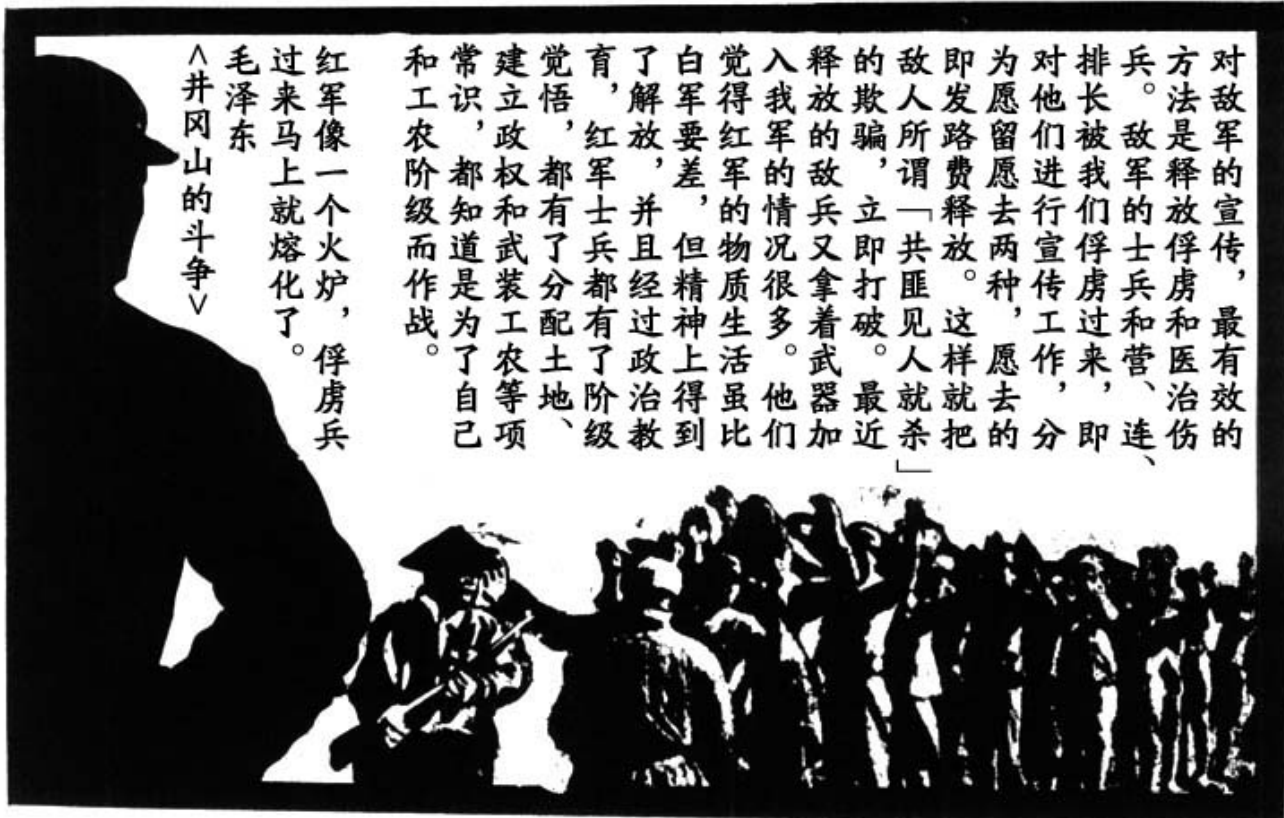 对敌军的宣传，最有效的
方法是释放俘虏和医治伤
兵。敌军的士兵和营、连、
排长被我们俘虏过来，即
对他们进行宣传工作，分
为愿留愿去两种，愿去的
即发路费释放。这样就把
敌人所谓「共匪见人就杀」
的欺骗，立即打破。最近
释放的敌兵又拿着武器加
入我军的情况很多。他们
觉得红军的物质生活虽比
白军要差，但精神上得到
了解放，并且经过政治教
育，红军士兵都有了阶级
觉悟，都有了分配土地、
建立政权和武装工农等项
常识，都知道是为了自己
和工农阶级而作战。
红军像一个火炉，俘虏兵
过来马上就熔化了。
毛泽东
<井冈山的斗争>